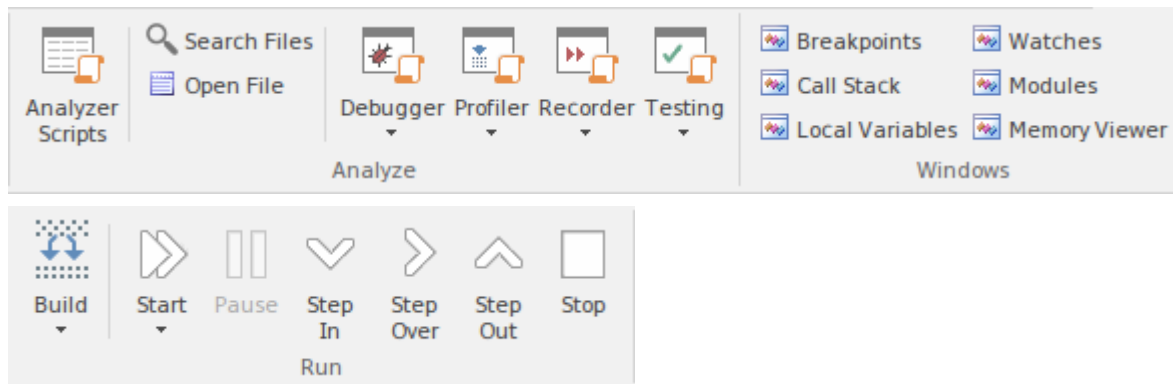 Analyzer Scripts
Search Files
Open File
Debugger Profiler Recorder Testing
Analyze
Breakpoints
Call Stack
Local Variables
Watches
Modules
Memory Viewer
Windows
Build
Start
Pause
Step In
Step Over
Step Out
Stop
Run